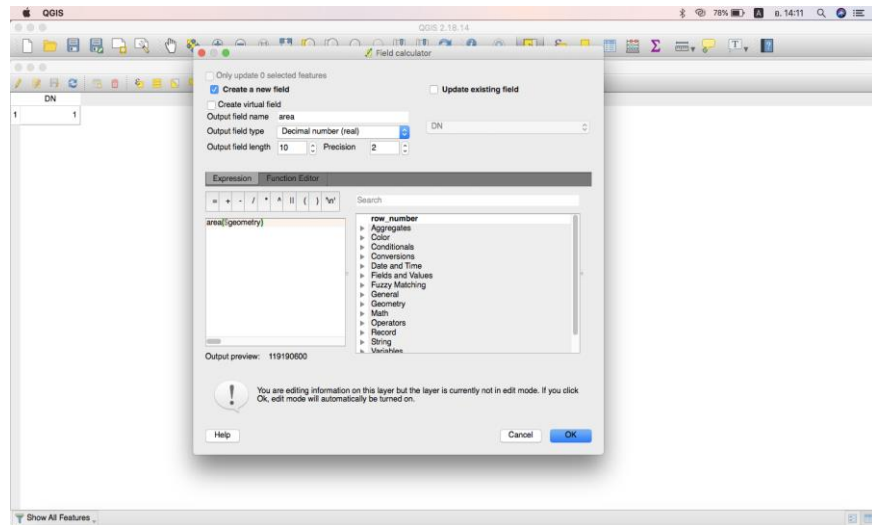 QGIS 78% อ. 14:11
QGIS 2.18.14
Field calculator
Only update 0 selected features
Create a new field Update existing field
Create virtual field
Output field name area
Output field type Decimal number (real) DN
Output field length 10 Precision 2
DN
1 1
Expression Function Editor
= + - / * ^ || ( ) '\n' Search
area($geometry)
row_number
Aggregates
Color
Conditionals
Conversions
Date and Time
Fields and Values
Fuzzy Matching
General
Geometry
Math
Operators
Record
String
Variables
Output preview: 119190600
You are editing information on this layer but the layer is currently not in edit mode. If you click
Ok, edit mode will automatically be turned on.
Help Cancel OK
Show All Features